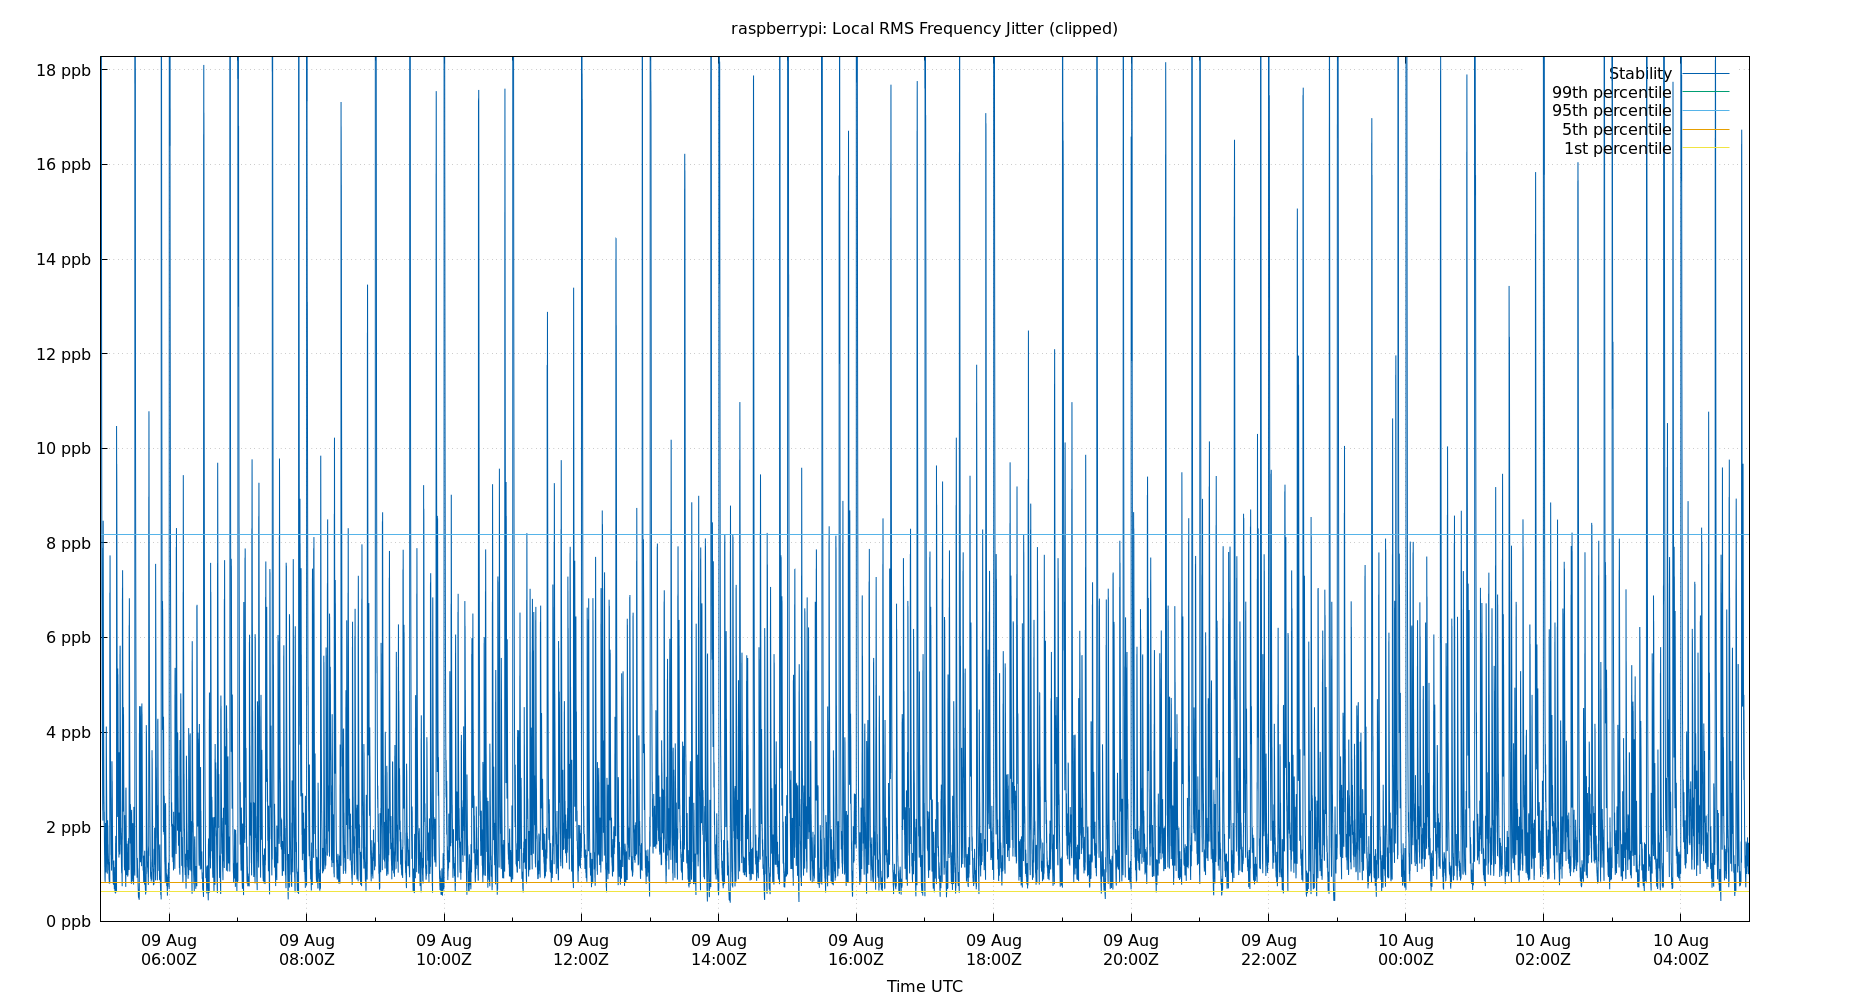 raspberrypi: Local RMS Frequency Jitter (clipped)
18 ppb
16 ppb
14 ppb
12 ppb
10 ppb
8 ppb
6 ppb
4 ppb
2 ppb
0 ppb
Stability
99th percentile
95th percentile
5th percentile
1st percentile
09 Aug 09 Aug 09 Aug 09 Aug 09 Aug 09 Aug 09 Aug 09 Aug 09 Aug 10 Aug 10 Aug 10 Aug
06:00Z 08:00Z 10:00Z 12:00Z 14:00Z 16:00Z 18:00Z 20:00Z 22:00Z 00:00Z 02:00Z 04:00Z
Time UTC